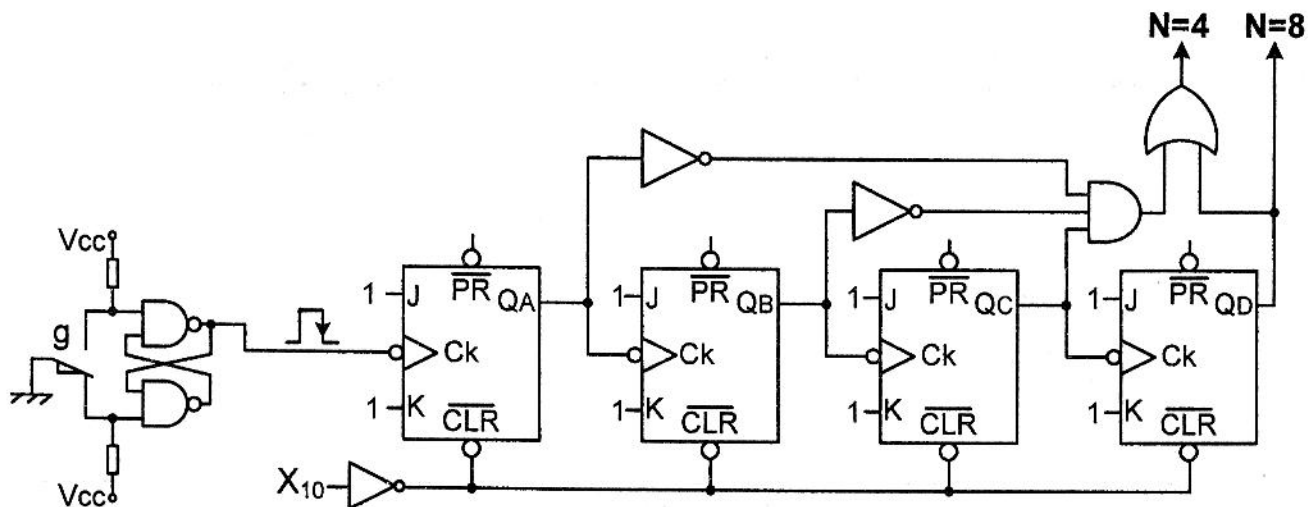 N=4 N=8
Vcc
g
Vcc
1 J PR QA
Ck
1 K CLR
1 J PR QB
Ck
1 K CLR
1 J PR QC
Ck
1 K CLR
1 J PR QD
Ck
1 K CLR
X10